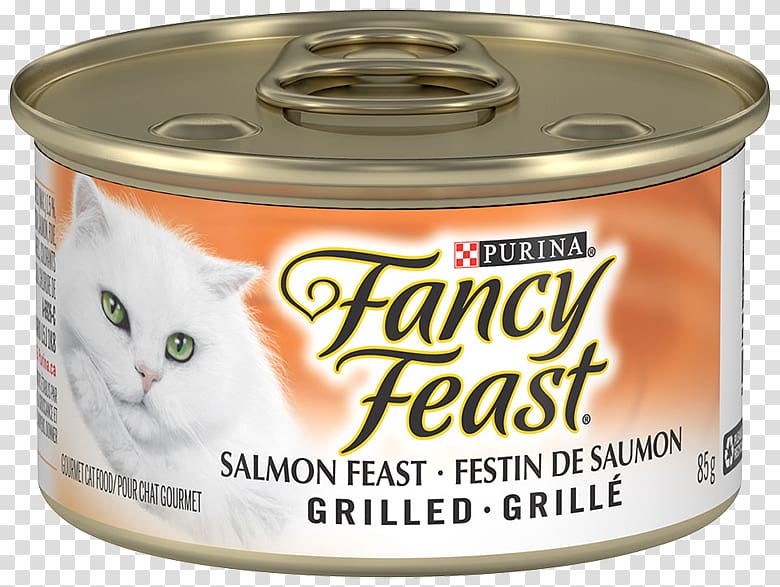 PURINA®
Fancy
Feast®
SALMON FEAST · FESTIN DE SAUMON
GRILLED · GRILLÉ
85g
GOURMET CAT FOOD/POUR CHAT GOURMET